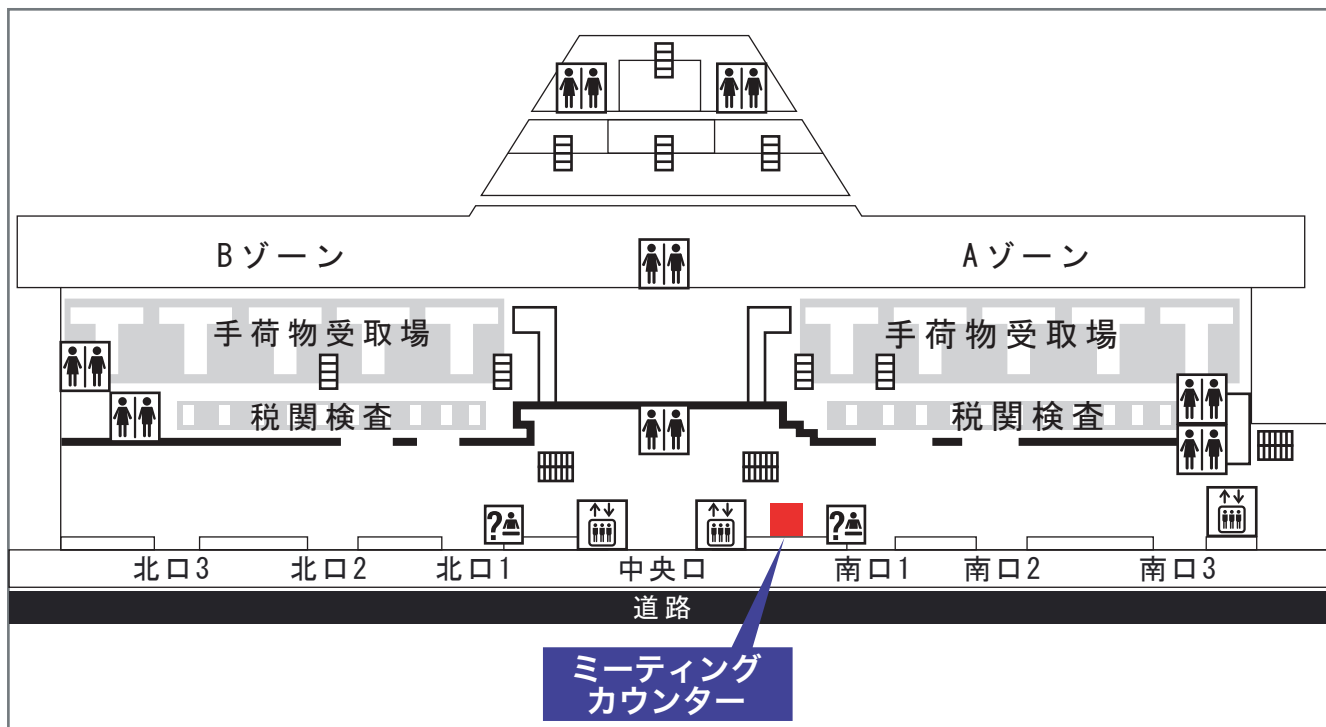 Bゾーン
Aゾーン
手荷物受取場
手荷物受取場
税関検査
税関検査
?
?
北口3
北口2
北口1
中央口
南口1
南口2
南口3
道路
ミーティング
カウンター